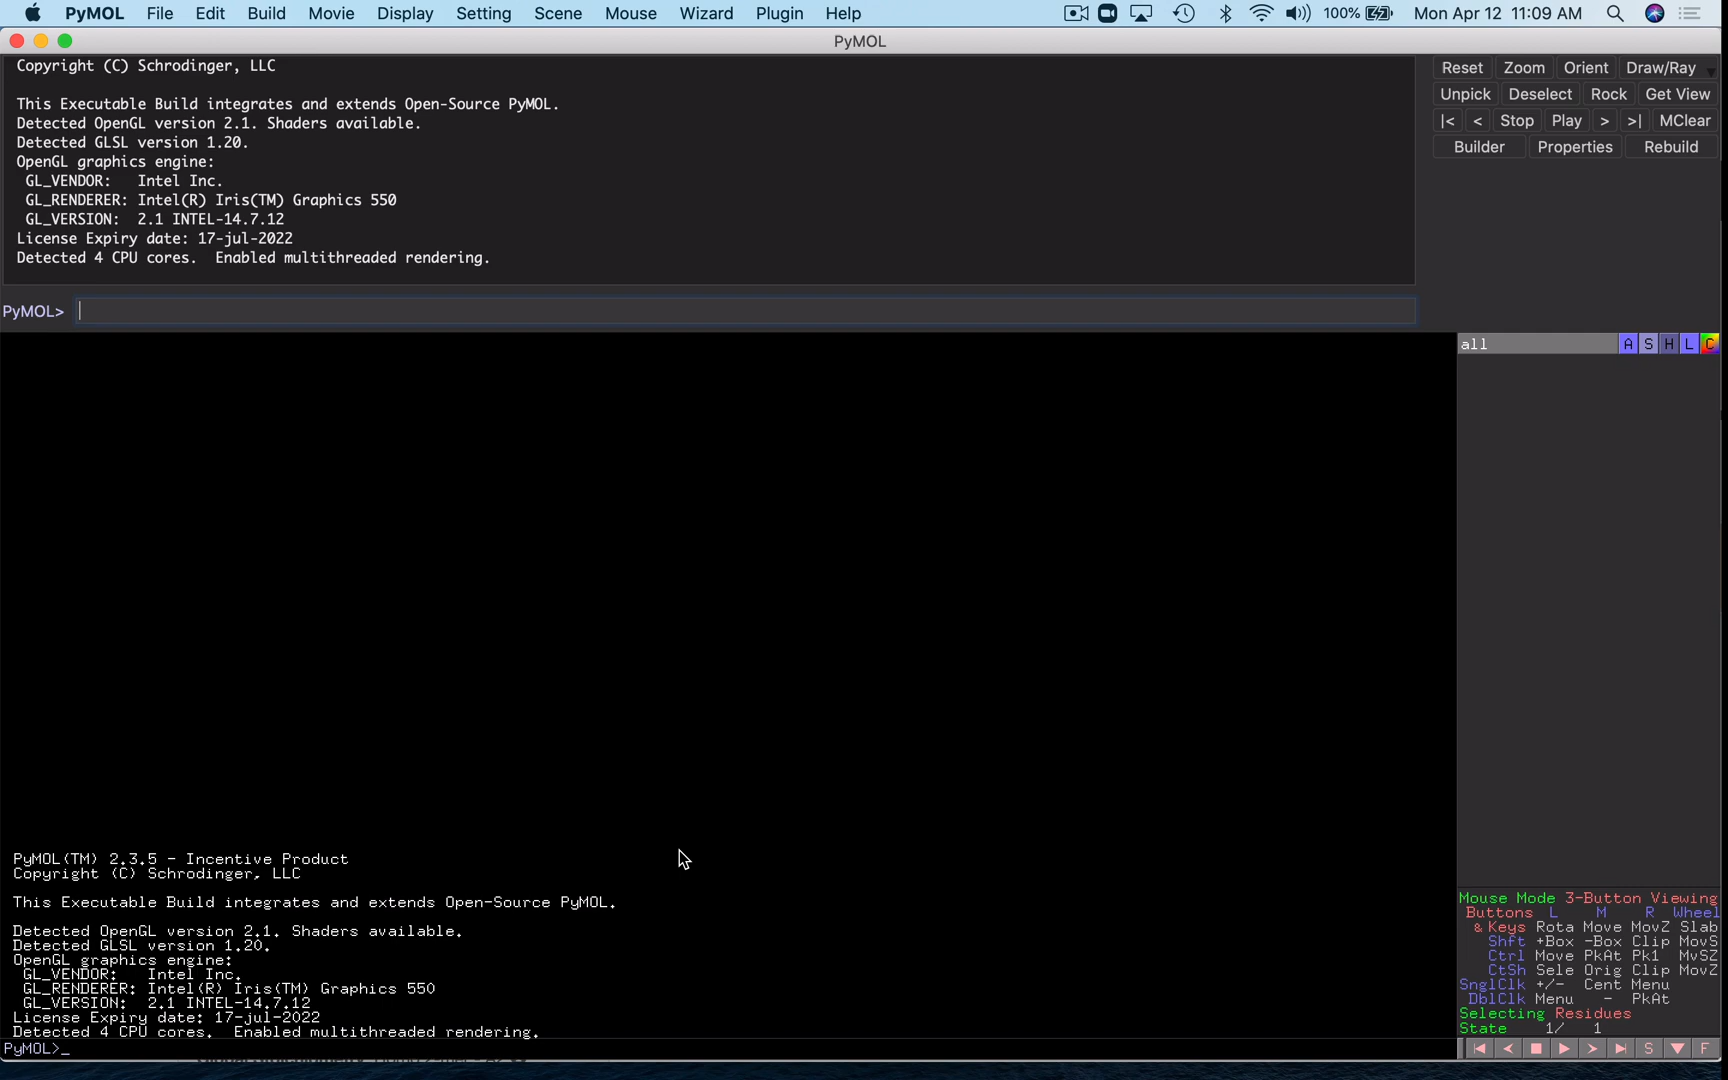 PyMOL File Edit Build Movie Display Setting Scene Mouse Wizard Plugin Help 100% Mon Apr 12 11:09 AM
PyMOL
Copyright (C) Schrodinger, LLC
This Executable Build integrates and extends Open-Source PyMOL.
Detected OpenGL version 2.1. Shaders available.
Detected GLSL version 1.20.
OpenGL graphics engine:
GL_VENDOR: Intel Inc.
GL_RENDERER: Intel(R) Iris(TM) Graphics 550
GL_VERSION: 2.1 INTEL-14.7.12
License Expiry date: 17-jul-2022
Detected 4 CPU cores. Enabled multithreaded rendering.
Reset Zoom Orient Draw/Ray
Unpick Deselect Rock Get View
|< < Stop Play > >| MClear
Builder Properties Rebuild
PyMOL>
all A S H L C
PyMOL(TM) 2.3.5 - Incentive Product
Copyright (C) Schrodinger, LLC
This Executable Build integrates and extends Open-Source PyMOL.
Detected OpenGL version 2.1. Shaders available.
Detected GLSL version 1.20.
OpenGL graphics engine:
GL_VENDOR: Intel Inc.
GL_RENDERER: Intel(R) Iris(TM) Graphics 550
GL_VERSION: 2.1 INTEL-14.7.12
License Expiry date: 17-jul-2022
Detected 4 CPU cores. Enabled multithreaded rendering.
PyMOL>_
Mouse Mode 3-Button Viewing
Buttons L M R Wheel
& Keys Rota Move MovZ Slab
Shft +Box -Box Clip MovS
Ctrl Move PkAt Pk1 MvSZ
CtSh Sele Orig Clip MovZ
SnglClk +/- Cent Menu
DblClk Menu - PkAt
Selecting Residues
State 1/ 1
S F